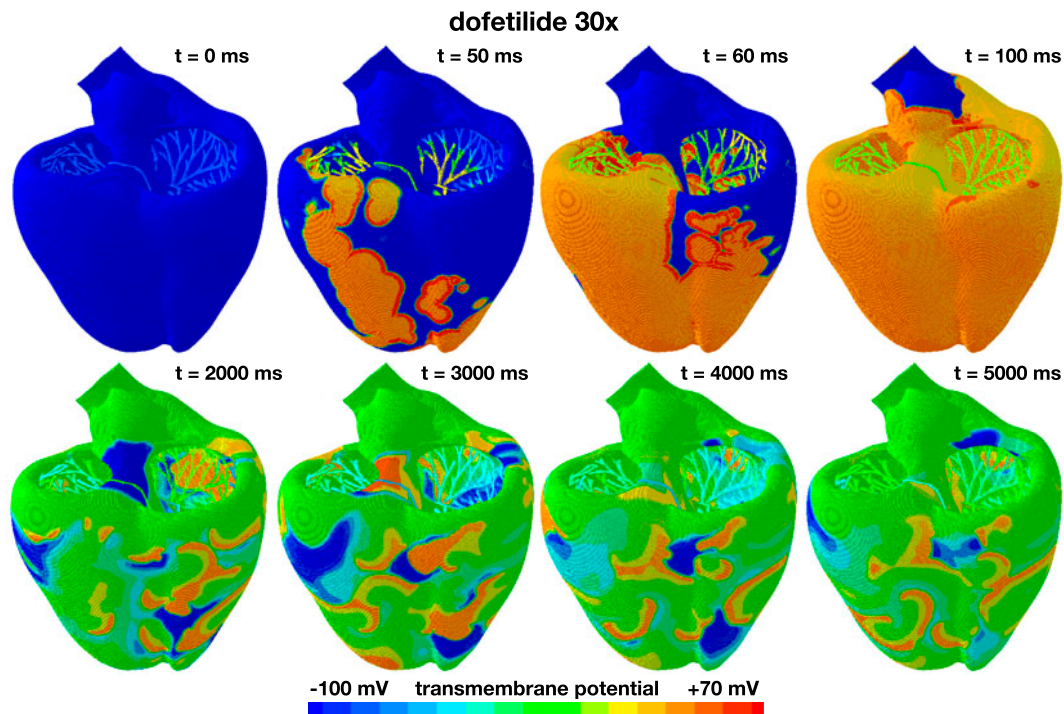 dofetilide 30x
t = 0 ms
t = 50 ms
t = 60 ms
t = 100 ms
t = 2000 ms
t = 3000 ms
t = 4000 ms
t = 5000 ms
-100 mV transmembrane potential +70 mV